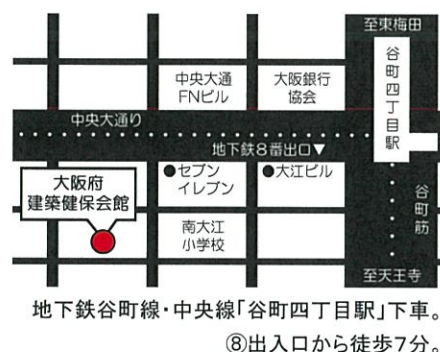 至東梅田
谷町四丁目駅
中央大通
FNビル
大阪銀行
協会
中央大通り
地下鉄8番出口▼
●セブン
イレブン
●大江ビル
大阪府
建築健保会館
谷町筋
南大江
小学校
至天王寺
地下鉄谷町線・中央線「谷町四丁目駅」下車。
⑧出入口から徒歩7分。